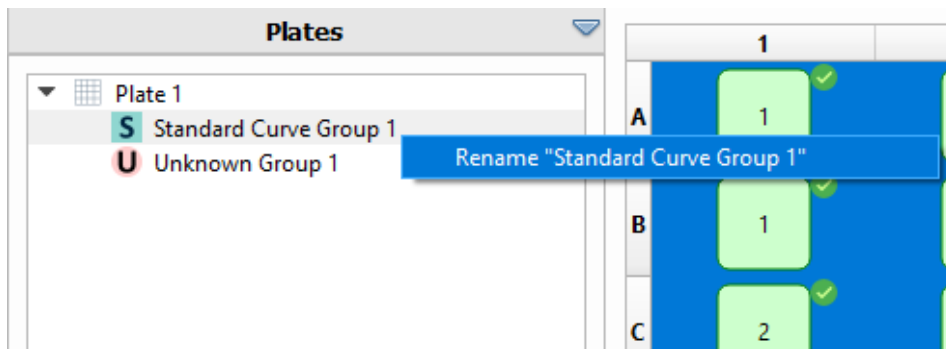 Plates
1
Plate 1
S Standard Curve Group 1
U Unknown Group 1
Rename "Standard Curve Group 1"
A 1
B 1
C 2